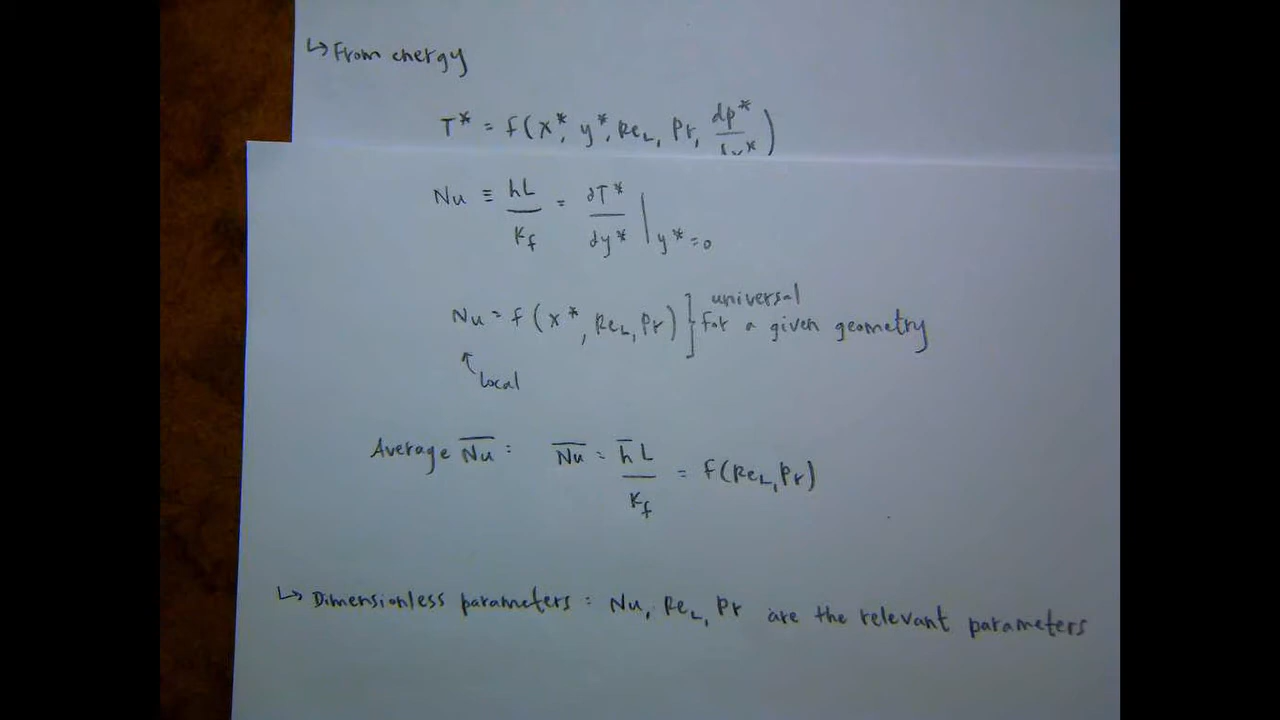 ↳ From energy
T* = f(x*, y*, Re_L, Pr, dp*/dx*)
Nu ≡ hL/k_f = ∂T*/∂y* |_{y*=0}
Nu = f(x*, Re_L, Pr) } universal for a given geometry
↖ local
Average N̅u̅: N̅u̅ = h̅L/k_f = f(Re_L, Pr)
↳ Dimensionless parameters: Nu, Re_L, Pr are the relevant parameters